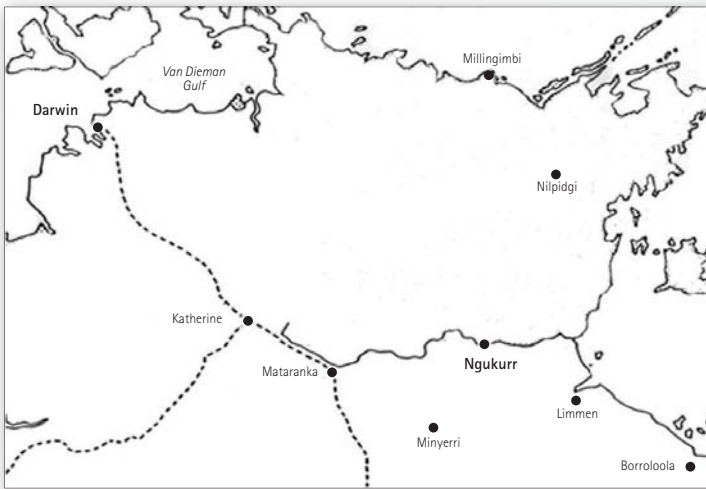 Millingimbi
Van Dieman
Gulf
Darwin
Nilpidgi
Katherine
Ngukurr
Mataranka
Limmen
Minyerri
Borroloola